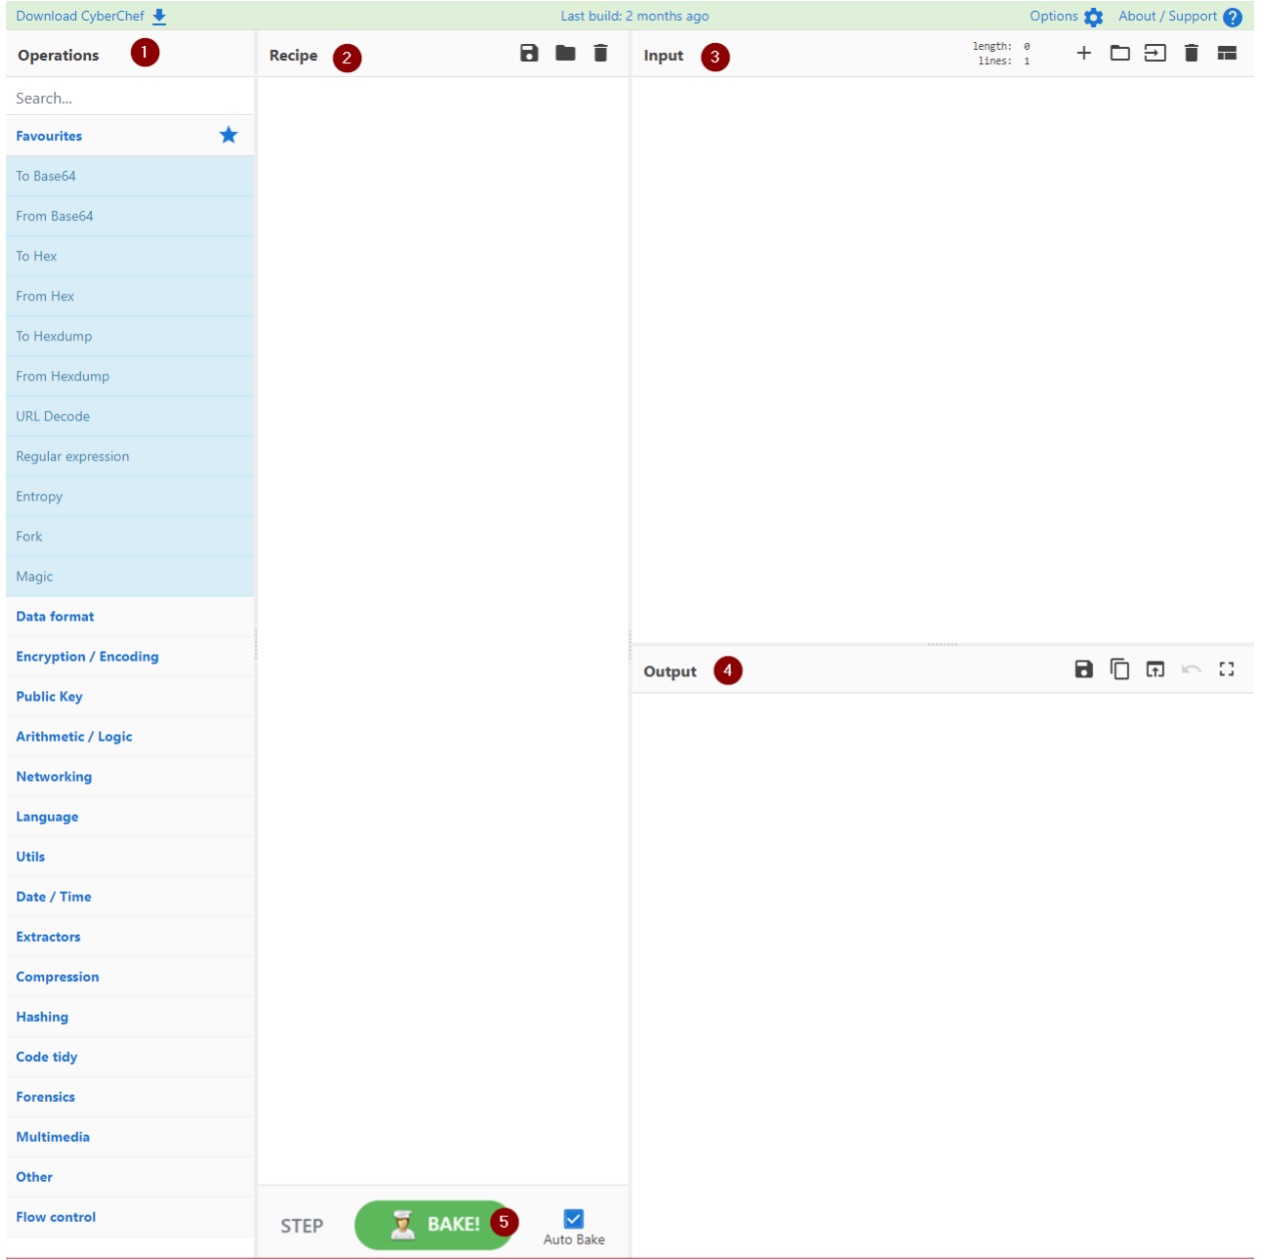 Download CyberChef
Last build: 2 months ago
Options
About / Support ?
Operations 1
Search...
Favourites
To Base64
From Base64
To Hex
From Hex
To Hexdump
From Hexdump
URL Decode
Regular expression
Entropy
Fork
Magic
Data format
Encryption / Encoding
Public Key
Arithmetic / Logic
Networking
Language
Utils
Date / Time
Extractors
Compression
Hashing
Code tidy
Forensics
Multimedia
Other
Flow control
Recipe 2
STEP
BAKE! 5
Auto Bake
Input 3
length: 0
lines: 1
Output 4